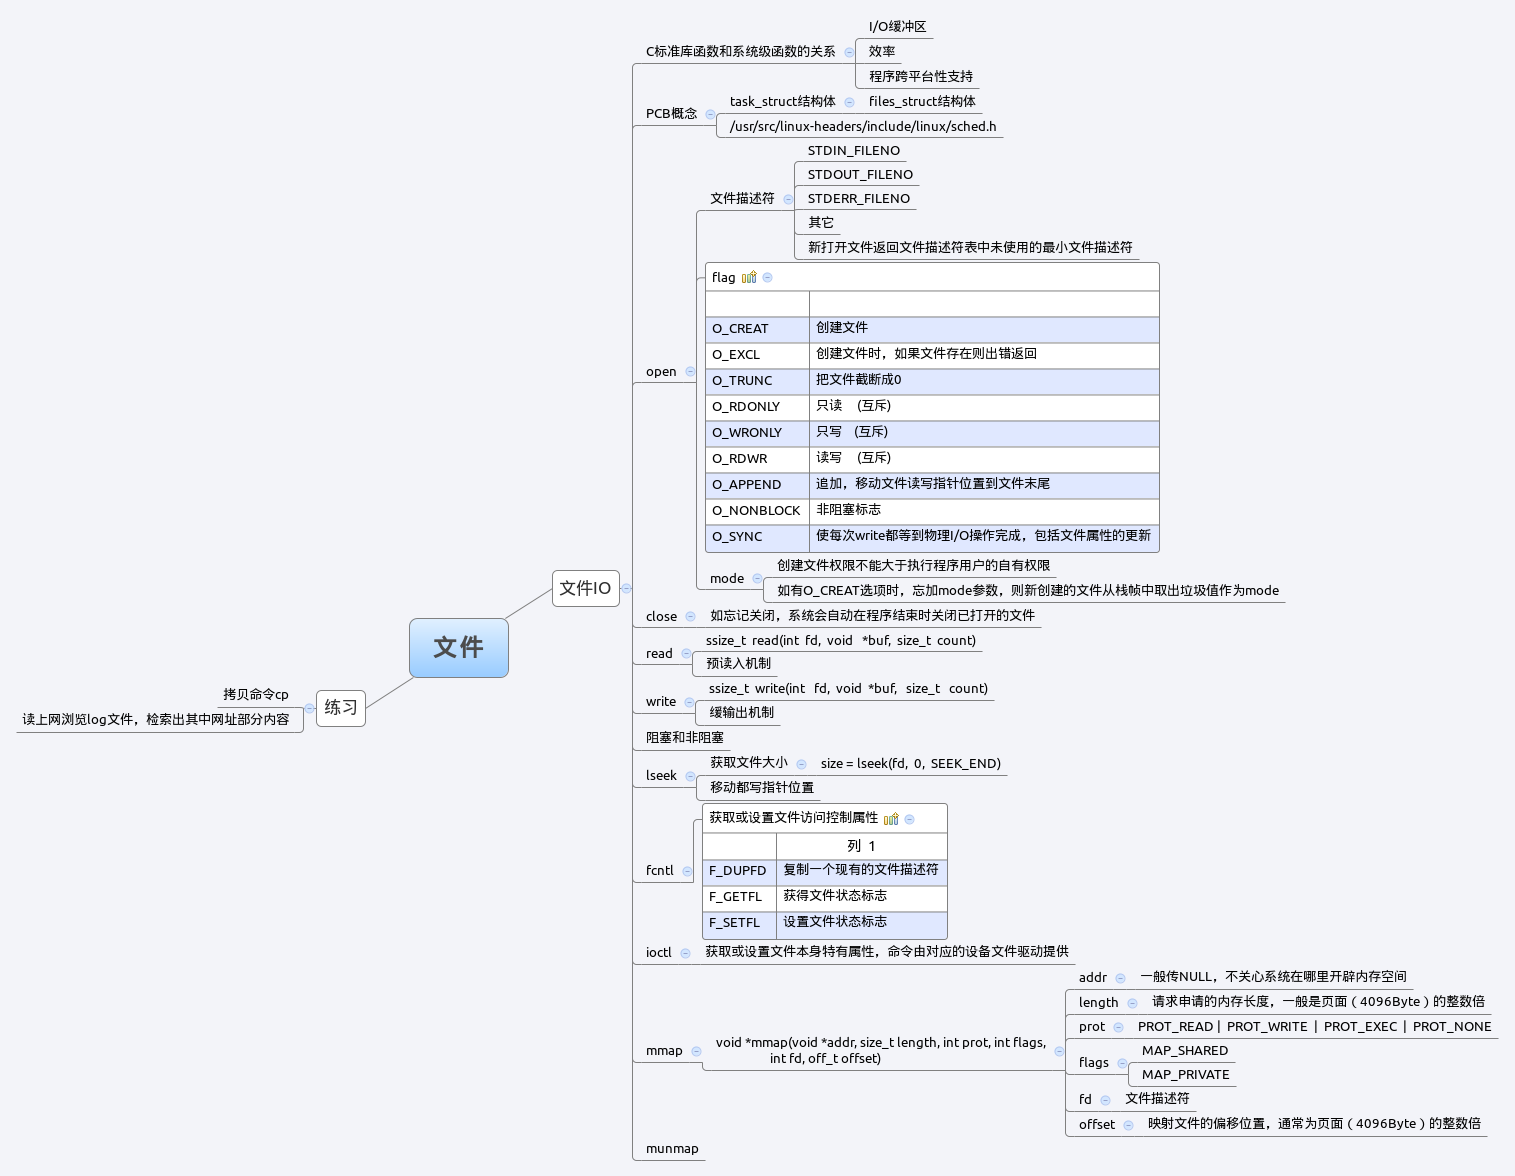 文件
文件IO
C标准库函数和系统级函数的关系
I/O缓冲区
效率
程序跨平台性支持
PCB概念
task_struct结构体
files_struct结构体
/usr/src/linux-headers/include/linux/sched.h
open
文件描述符
STDIN_FILENO
STDOUT_FILENO
STDERR_FILENO
其它
新打开文件返回文件描述符表中未使用的最小文件描述符
flag
O_CREAT 创建文件
O_EXCL 创建文件时，如果文件存在则出错返回
O_TRUNC 把文件截断成0
O_RDONLY 只读 (互斥)
O_WRONLY 只写 (互斥)
O_RDWR 读写 (互斥)
O_APPEND 追加，移动文件读写指针位置到文件末尾
O_NONBLOCK 非阻塞标志
O_SYNC 使每次write都等到物理I/O操作完成，包括文件属性的更新
mode
创建文件权限不能大于执行程序用户的自有权限
如有O_CREAT选项时，忘加mode参数，则新创建的文件从栈帧中取出垃圾值作为mode
close
如忘记关闭，系统会自动在程序结束时关闭已打开的文件
read
ssize_t read(int fd, void *buf, size_t count)
预读入机制
write
ssize_t write(int fd, void *buf, size_t count)
缓输出机制
阻塞和非阻塞
lseek
获取文件大小
size = lseek(fd, 0, SEEK_END)
移动都写指针位置
fcntl
获取或设置文件访问控制属性
列 1
F_DUPFD 复制一个现有的文件描述符
F_GETFL 获得文件状态标志
F_SETFL 设置文件状态标志
ioctl
获取或设置文件本身特有属性，命令由对应的设备文件驱动提供
mmap
void *mmap(void *addr, size_t length, int prot, int flags,
int fd, off_t offset)
addr
一般传NULL，不关心系统在哪里开辟内存空间
length
请求申请的内存长度，一般是页面（4096Byte）的整数倍
prot
PROT_READ | PROT_WRITE | PROT_EXEC | PROT_NONE
flags
MAP_SHARED
MAP_PRIVATE
fd
文件描述符
offset
映射文件的偏移位置，通常为页面（4096Byte）的整数倍
munmap
练习
拷贝命令cp
读上网浏览log文件，检索出其中网址部分内容